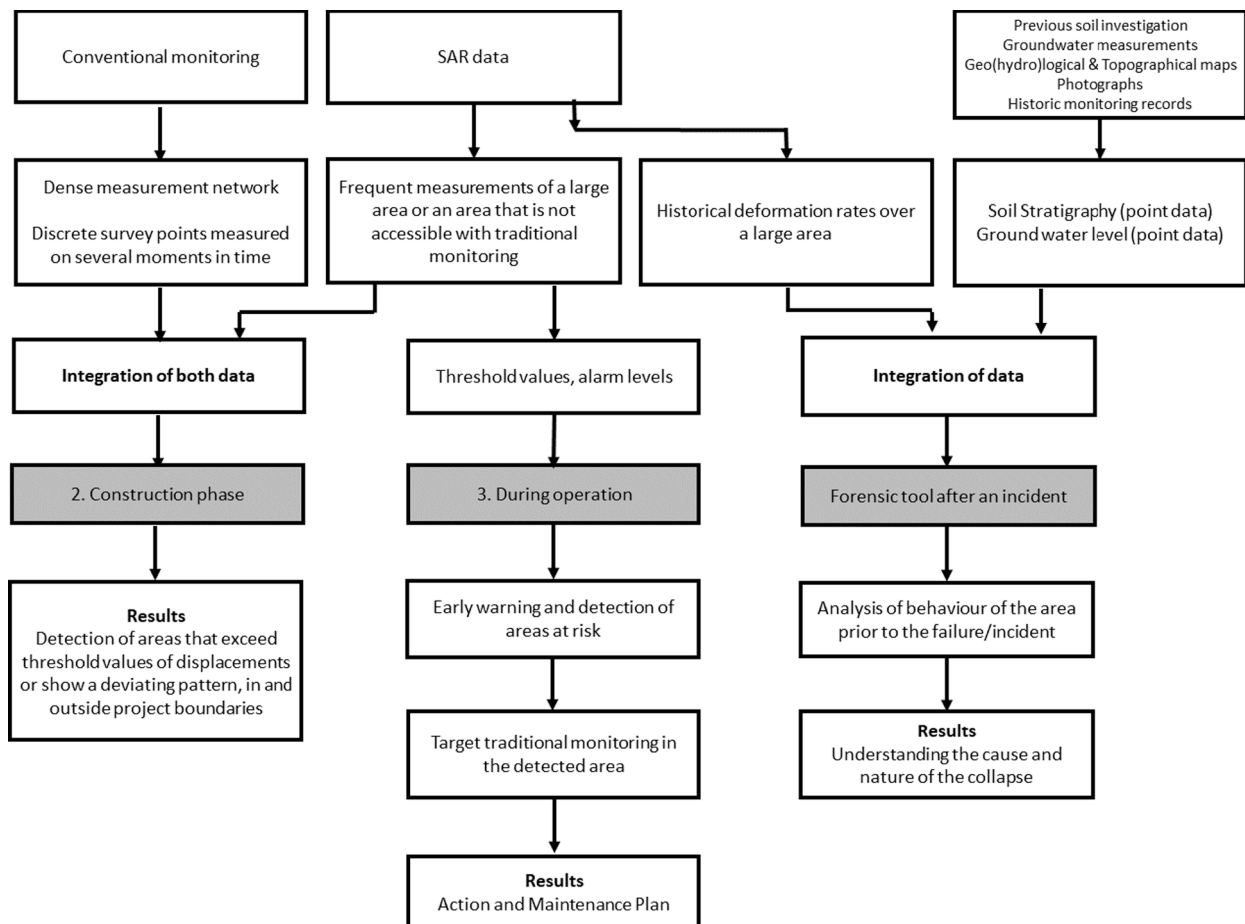 Conventional monitoring
SAR data
Previous soil investigation
Groundwater measurements
Geo(hydro)logical & Topographical maps
Photographs
Historic monitoring records
Dense measurement network
Discrete survey points measured
on several moments in time
Frequent measurements of a large
area or an area that is not
accessible with traditional
monitoring
Historical deformation rates over
a large area
Soil Stratigraphy (point data)
Ground water level (point data)
Integration of both data
Threshold values, alarm levels
Integration of data
2. Construction phase
3. During operation
Forensic tool after an incident
Results
Detection of areas that exceed
threshold values of displacements
or show a deviating pattern, in and
outside project boundaries
Early warning and detection of
areas at risk
Analysis of behaviour of the area
prior to the failure/incident
Target traditional monitoring in
the detected area
Results
Understanding the cause and
nature of the collapse
Results
Action and Maintenance Plan